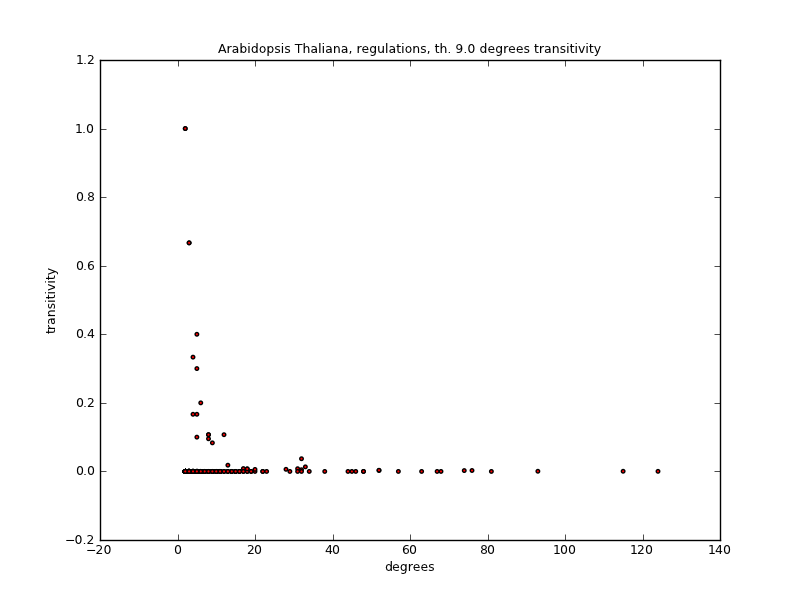 Arabidopsis Thaliana, regulations, th. 9.0 degrees transitivity
1.2
1.0
0.8
0.6
0.4
0.2
0.0
−0.2
transitivity
−20 0 20 40 60 80 100 120 140
degrees